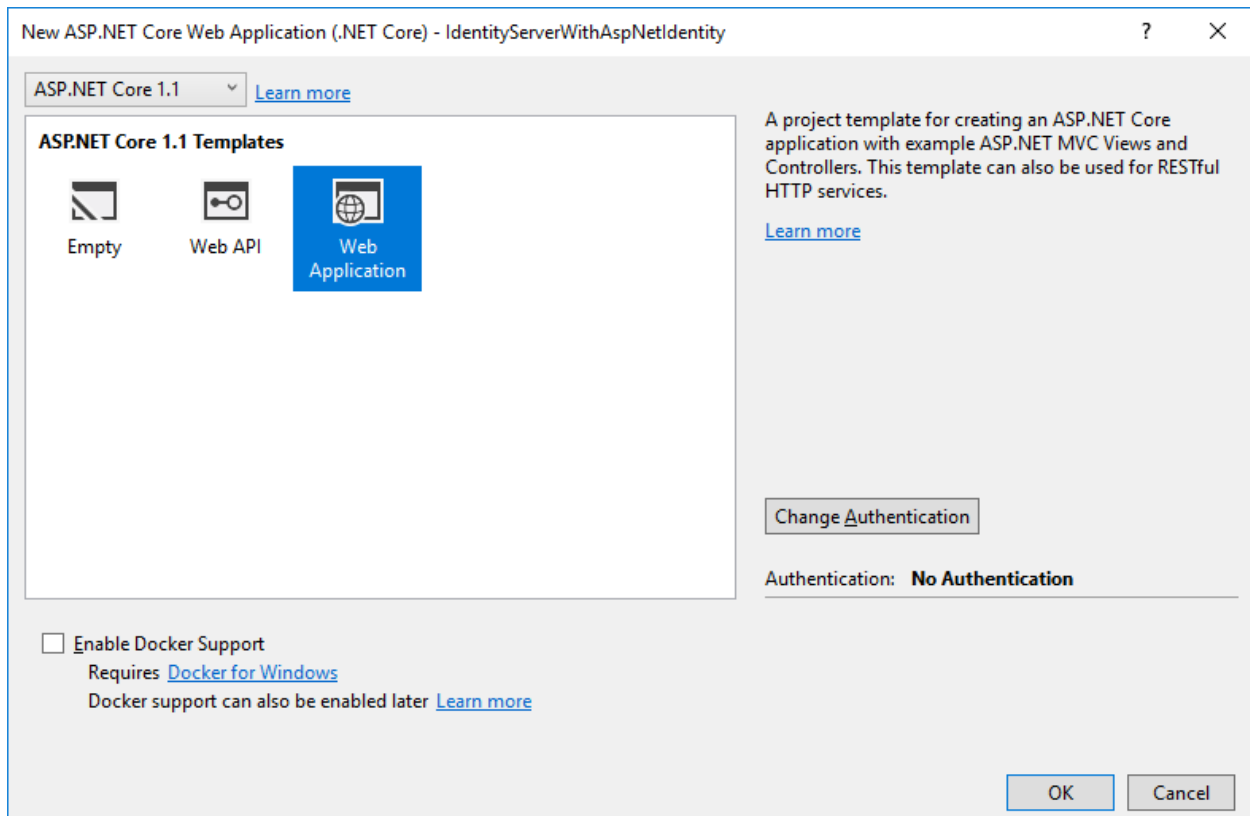 New ASP.NET Core Web Application (.NET Core) - IdentityServerWithAspNetIdentity
ASP.NET Core 1.1
Learn more
ASP.NET Core 1.1 Templates
Empty
Web API
Web
Application
A project template for creating an ASP.NET Core
application with example ASP.NET MVC Views and
Controllers. This template can also be used for RESTful
HTTP services.
Learn more
Change Authentication
Authentication: No Authentication
Enable Docker Support
Requires Docker for Windows
Docker support can also be enabled later Learn more
OK
Cancel